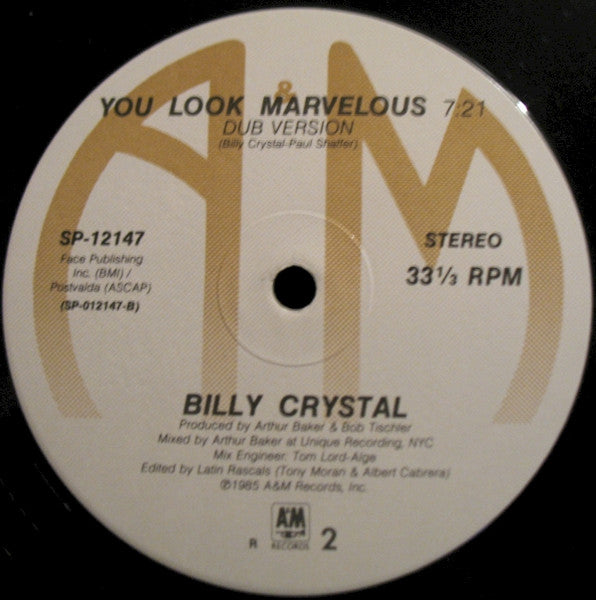 A&M
YOU LOOK MARVELOUS 7:21
DUB VERSION
(Billy Crystal-Paul Shaffer)
SP-12147
Face Publishing
Inc. (BMI) /
Postvalda (ASCAP)
(SP-012147-B)
STEREO
33 1/3 RPM
BILLY CRYSTAL
Produced by Arthur Baker & Bob Tischler
Mixed by Arthur Baker at Unique Recording, NYC
Mix Engineer: Tom Lord-Alge
Edited by Latin Rascals (Tony Moran & Albert Cabrera)
℗1985 A&M Records, Inc.
A&M
RECORDS
R 2